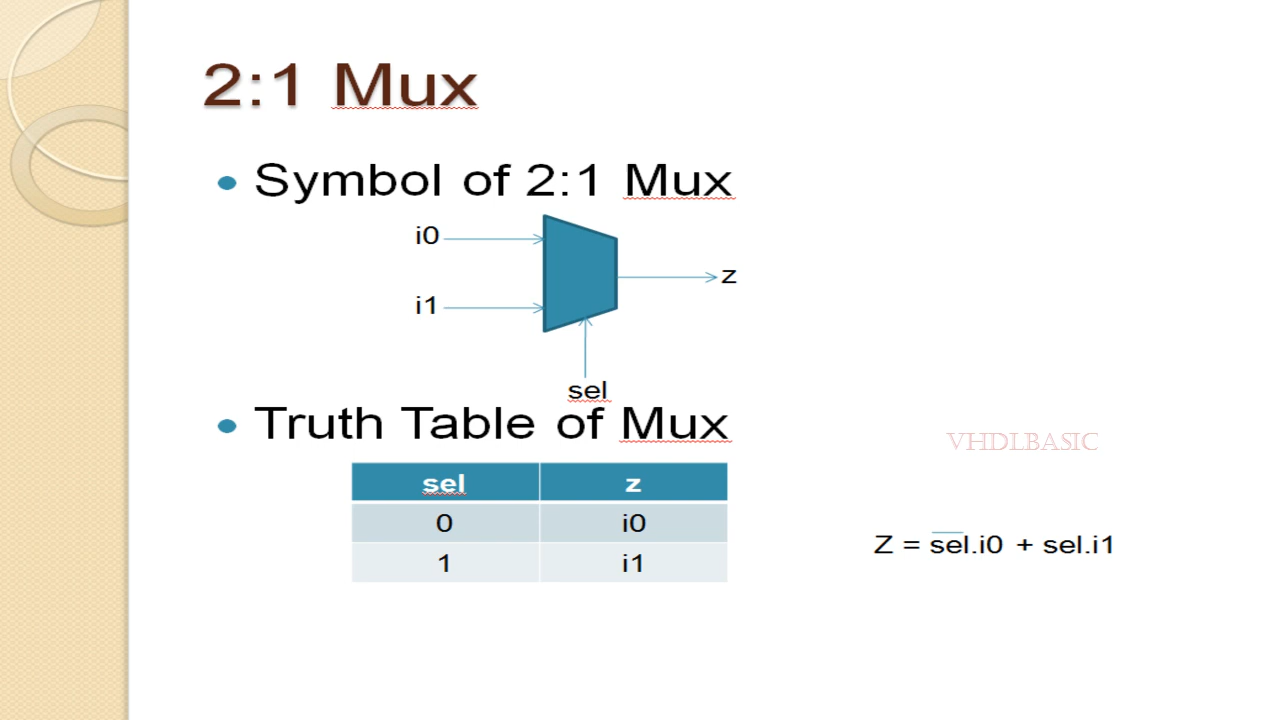 2:1 Mux
Symbol of 2:1 Mux
i0
i1
z
sel
Truth Table of Mux
VHDLBASIC
sel z
0 i0
1 i1
Z = s̅e̅l̅.i0 + sel.i1